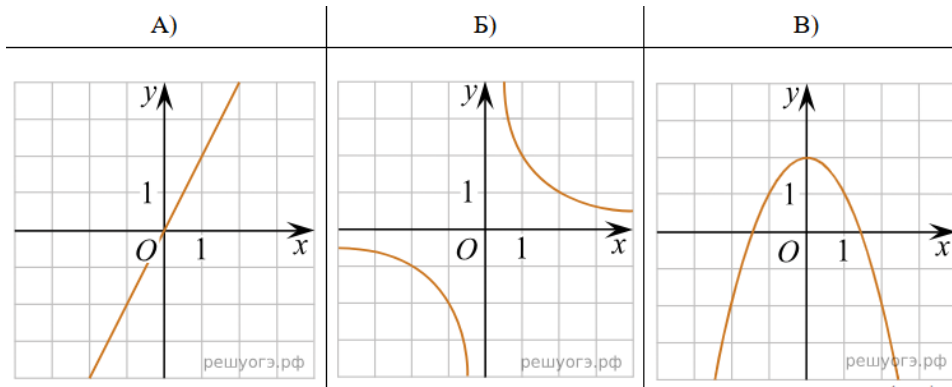 А) Б) В)
y y y
1 1 1
O 1 x O 1 x O 1 x
решуогэ.рф решуогэ.рф решуогэ.рф